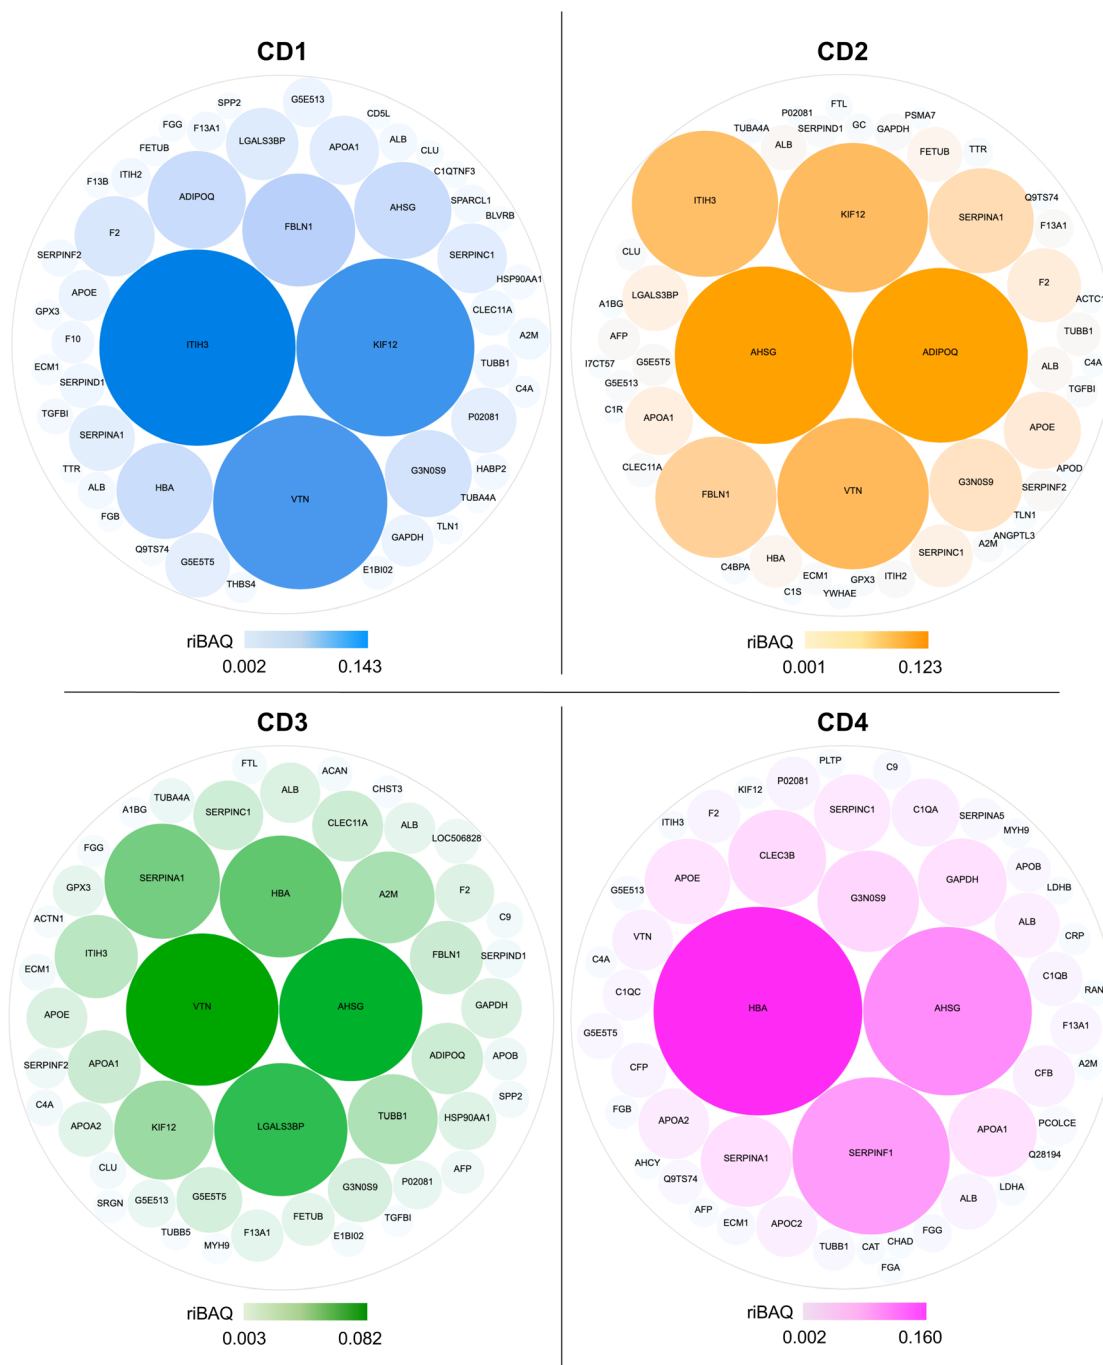 CD1
G5E513
SPP2
CD5L
FGG
F13A1
LGALS3BP
APOA1
ALB
FETUB
CLU
F13B
ITIH2
C1QTNF3
ADIPOQ
AHSG
SPARCL1
FBLN1
BLVRB
F2
SERPINF2
SERPINC1
HSP90AA1
APOE
GPX3
CLEC11A
F10
ITIH3
KIF12
A2M
ECM1
TUBB1
SERPIND1
C4A
TGFBI
P02081
SERPINA1
TTR
HBA
G3N0S9
HABP2
ALB
VTN
TUBA4A
FGB
TLN1
GAPDH
Q9TS74
G5E5T5
E1BI02
THBS4
riBAQ
0.002 0.143
CD2
FTL
P02081
PSMA7
TUBA4A
SERPIND1
GC
GAPDH
ALB
FETUB
TTR
ITIH3
KIF12
Q9TS74
SERPINA1
F13A1
CLU
F2
LGALS3BP
A1BG
ACTC1
AFP
TUBB1
AHSG
ADIPOQ
I7CT57
G5E5T5
ALB
C4A
G5E513
TGFBI
C1R
APOA1
APOE
CLEC11A
APOD
FBLN1
VTN
G3N0S9
SERPINF2
TLN1
ANGPTL3
A2M
SERPINC1
C4BPA
HBA
ECM1
GPX3
ITIH2
C1S
YWHAE
riBAQ
0.001 0.123
CD3
FTL
ACAN
ALB
CHST3
TUBA4A
A1BG
SERPINC1
CLEC11A
ALB
LOC506828
FGG
SERPINA1
HBA
A2M
GPX3
F2
ACTN1
C9
ITIH3
FBLN1
SERPIND1
ECM1
VTN
AHSG
GAPDH
APOE
ADIPOQ
APOB
SERPINF2
APOA1
SPP2
C4A
KIF12
LGALS3BP
TUBB1
HSP90AA1
APOA2
CLU
AFP
SRGN
G5E513
G5E5T5
G3N0S9
P02081
TUBB5
FETUB
TGFBI
MYH9
F13A1
E1BI02
riBAQ
0.003 0.082
CD4
PLTP
C9
P02081
KIF12
F2
SERPINC1
C1QA
SERPINA5
ITIH3
MYH9
CLEC3B
APOE
GAPDH
APOB
G5E513
G3N0S9
LDHB
VTN
ALB
CRP
C4A
C1QC
C1QB
RAN
HBA
AHSG
G5E5T5
F13A1
CFP
CFB
A2M
FGB
APOA2
APOA1
PCOLCE
AHCY
SERPINA1
SERPINF1
Q28194
Q9TS74
LDHA
AFP
ALB
ECM1
APOC2
FGG
CHAD
TUBB1
CAT
FGA
riBAQ
0.002 0.160